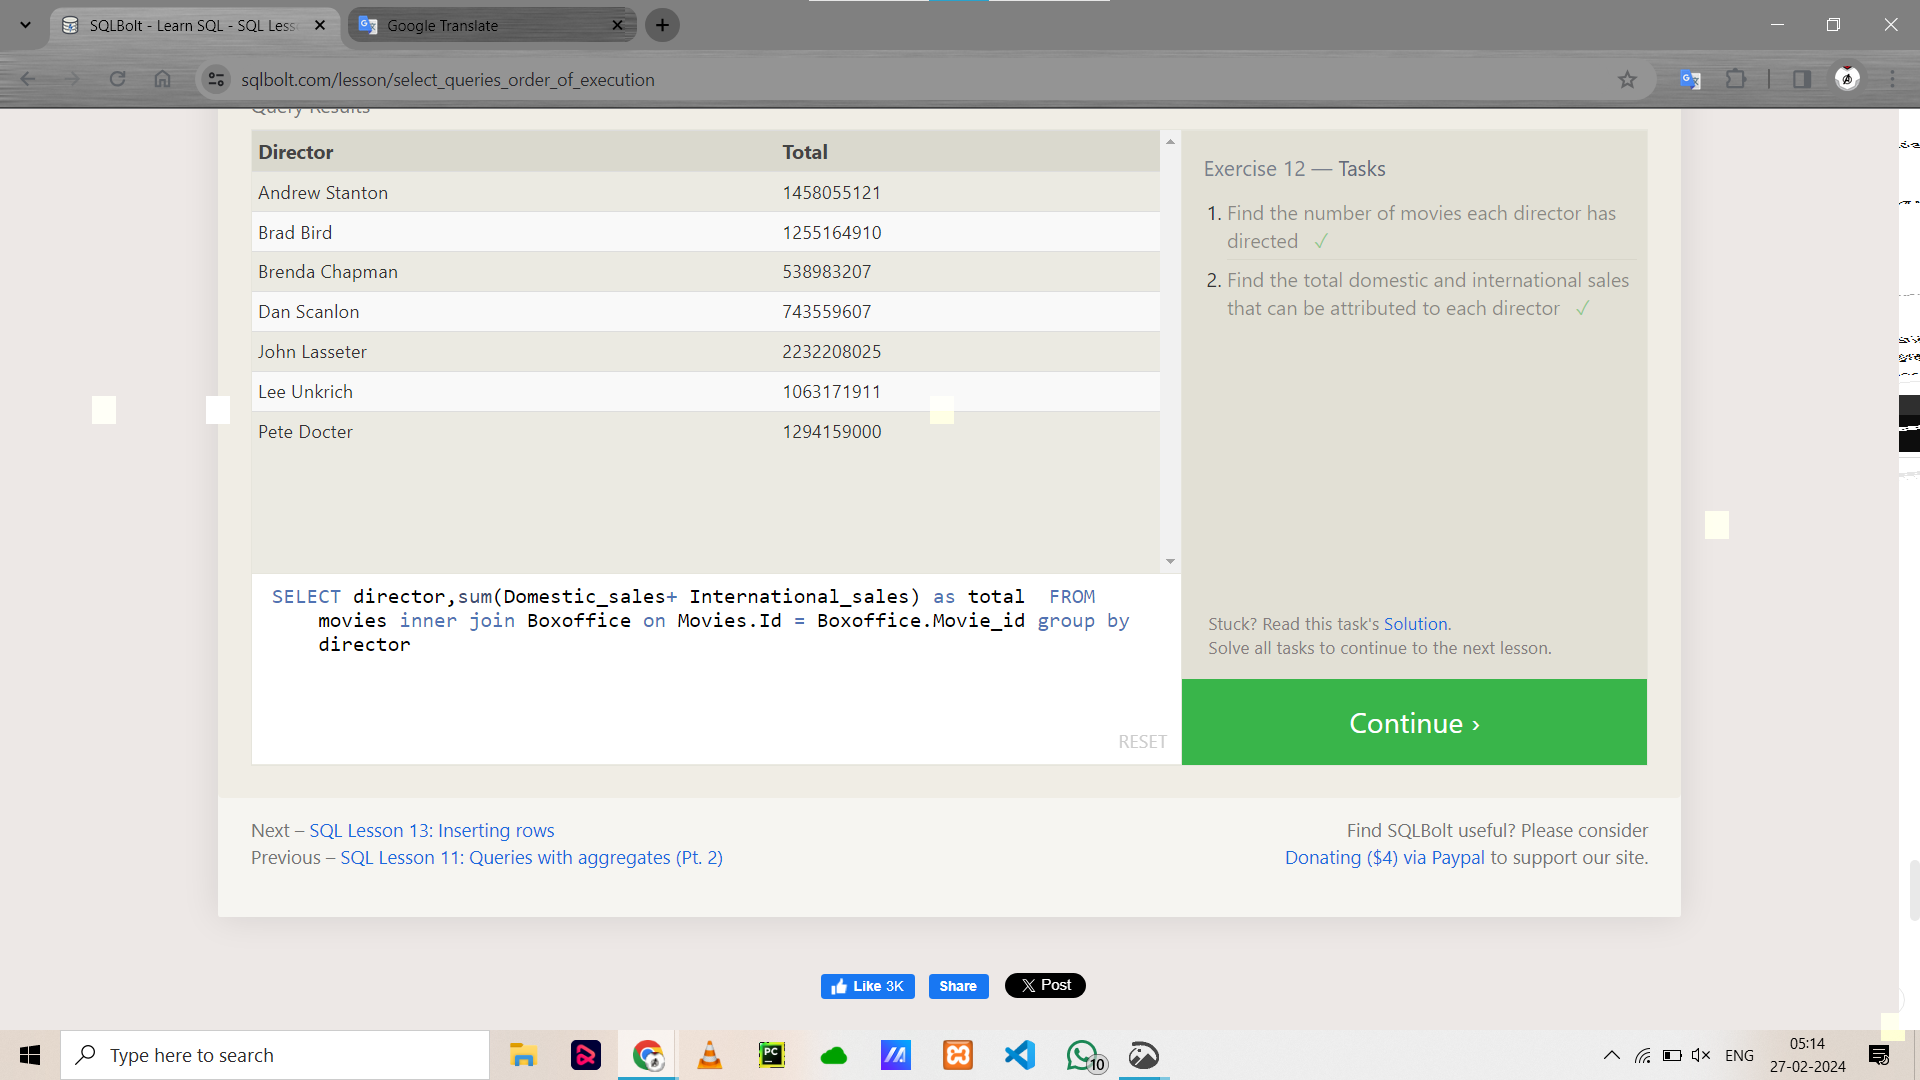 SQLBolt - Learn SQL - SQL Less
Google Translate
sqlbolt.com/lesson/select_queries_order_of_execution
Query Results
Director Total
Andrew Stanton 1458055121
Brad Bird 1255164910
Brenda Chapman 538983207
Dan Scanlon 743559607
John Lasseter 2232208025
Lee Unkrich 1063171911
Pete Docter 1294159000
Exercise 12 — Tasks
1. Find the number of movies each director has
directed ✓
2. Find the total domestic and international sales
that can be attributed to each director ✓
SELECT director,sum(Domestic_sales+ International_sales) as total  FROM
movies inner join Boxoffice on Movies.Id = Boxoffice.Movie_id group by
director
RESET
Stuck? Read this task's Solution.
Solve all tasks to continue to the next lesson.
Continue ›
Next – SQL Lesson 13: Inserting rows
Previous – SQL Lesson 11: Queries with aggregates (Pt. 2)
Find SQLBolt useful? Please consider
Donating ($4) via Paypal to support our site.
Like 3K Share X Post
Type here to search
PC
10
ENG
05:14
27-02-2024